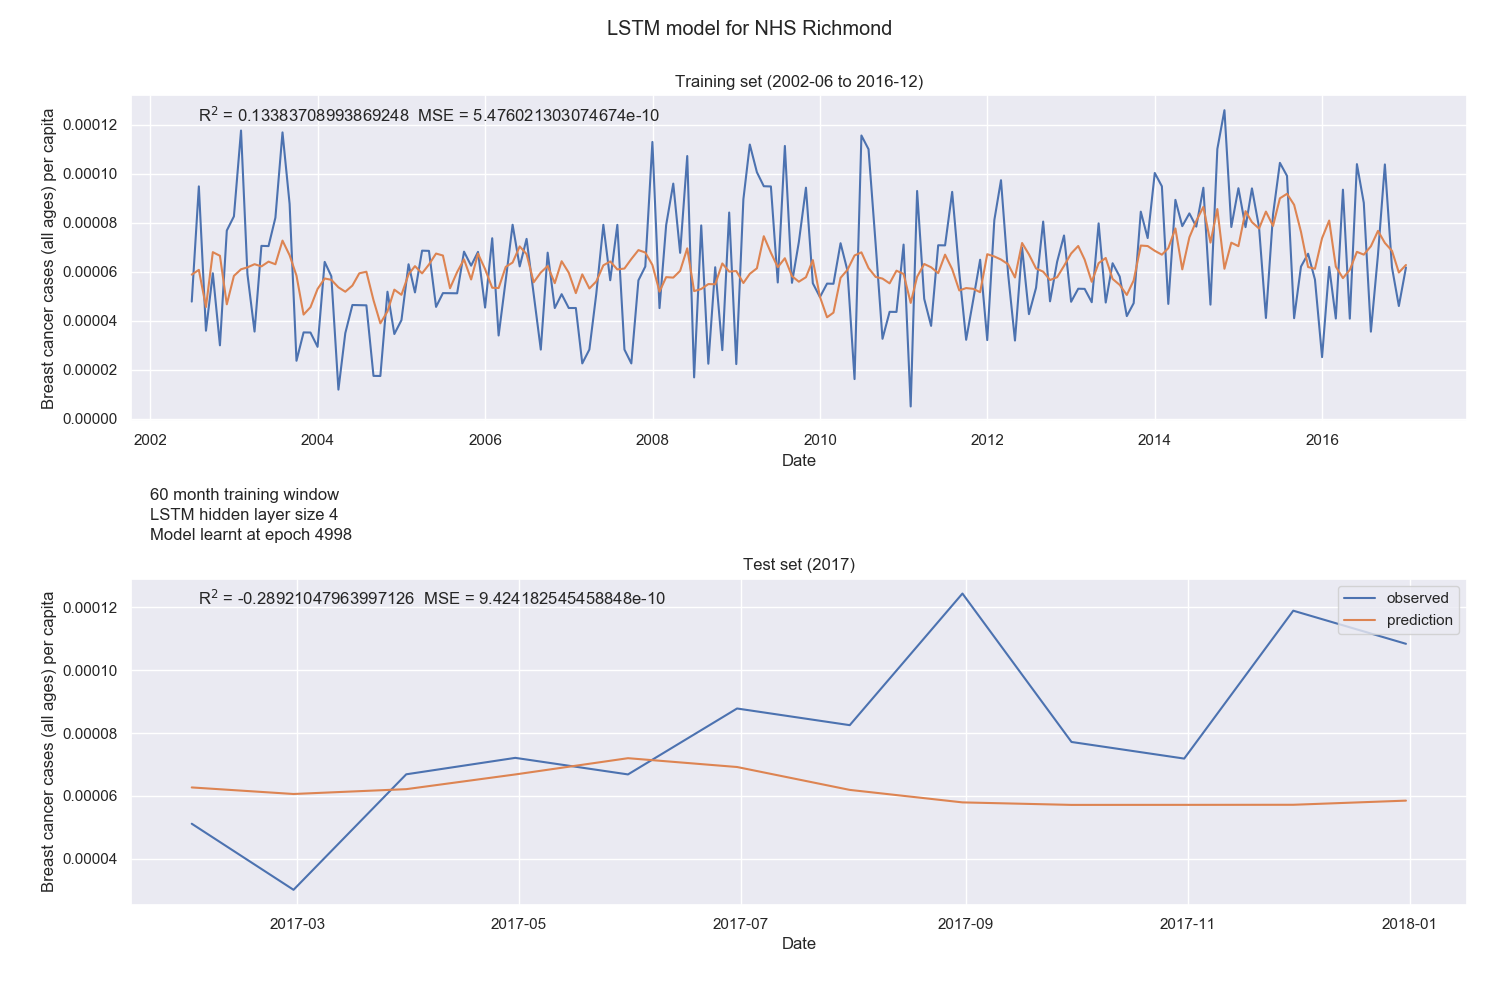 LSTM model for NHS Richmond
Training set (2002-06 to 2016-12)
R² = 0.13383708993869248 MSE = 5.476021303074674e-10
Breast cancer cases (all ages) per capita
0.00012
0.00010
0.00008
0.00006
0.00004
0.00002
0.00000
2002 2004 2006 2008 2010 2012 2014 2016
Date
60 month training window
LSTM hidden layer size 4
Model learnt at epoch 4998
Test set (2017)
R² = -0.28921047963997126 MSE = 9.424182545458848e-10
observed
prediction
Breast cancer cases (all ages) per capita
0.00012
0.00010
0.00008
0.00006
0.00004
2017-03 2017-05 2017-07 2017-09 2017-11 2018-01
Date